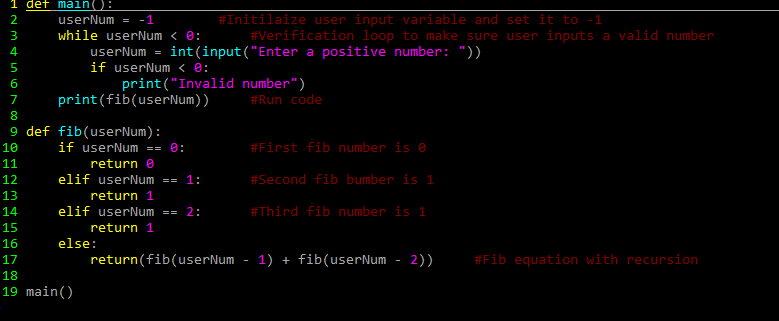 1 def main():
2     userNum = -1        #Initilaize user input variable and set it to -1
3     while userNum < 0:      #Verification loop to make sure user inputs a valid number
4         userNum = int(input("Enter a positive number: "))
5         if userNum < 0:
6             print("Invalid number")
7     print(fib(userNum))     #Run code
8
9 def fib(userNum):
10     if userNum == 0:        #First fib number is 0
11         return 0
12     elif userNum == 1:      #Second fib bumber is 1
13         return 1
14     elif userNum == 2:      #Third fib number is 1
15         return 1
16     else:
17         return(fib(userNum - 1) + fib(userNum - 2))     #Fib equation with recursion
18
19 main()